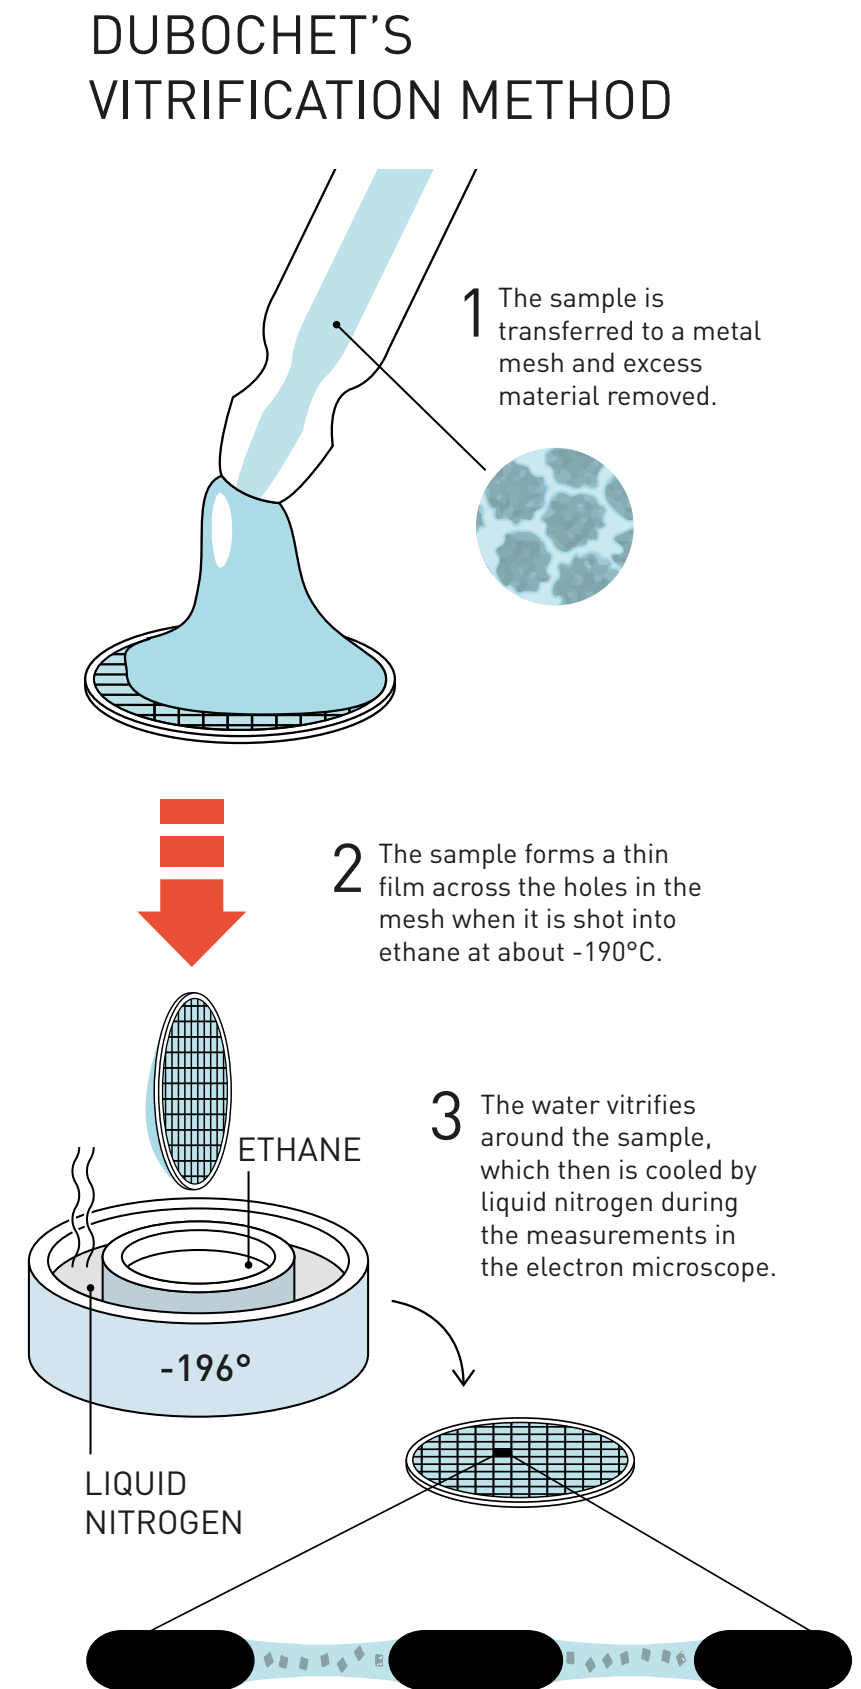 DUBOCHET'S
VITRIFICATION METHOD
1
The sample is
transferred to a metal
mesh and excess
material removed.
2
The sample forms a thin
film across the holes in the
mesh when it is shot into
ethane at about -190°C.
3
The water vitrifies
around the sample,
which then is cooled by
liquid nitrogen during
the measurements in
the electron microscope.
ETHANE
-196°
LIQUID
NITROGEN